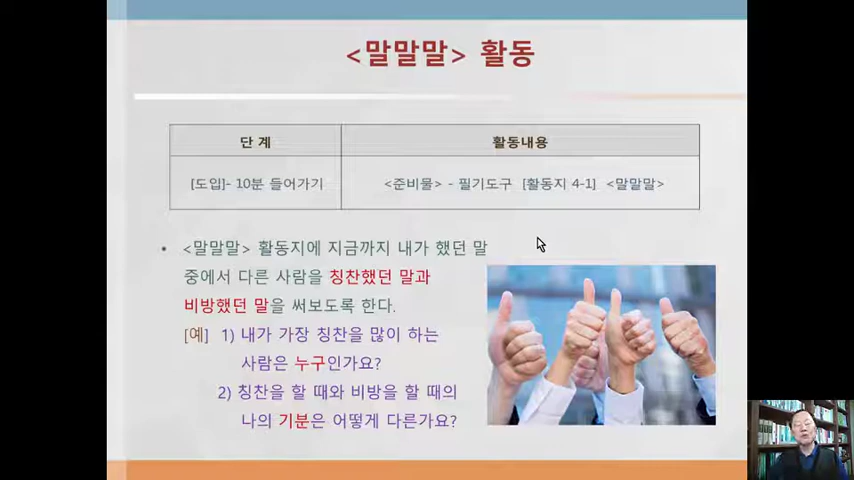 <말말말> 활동
단 계 활동내용
[도입]- 10분 들어가기 <준비물> - 필기도구 [활동지 4-1] <말말말>
• <말말말> 활동지에 지금까지 내가 했던 말
중에서 다른 사람을 칭찬했던 말과
비방했던 말을 써보도록 한다.
[예] 1) 내가 가장 칭찬을 많이 하는
사람은 누구인가요?
2) 칭찬을 할 때와 비방을 할 때의
나의 기분은 어떻게 다른가요?